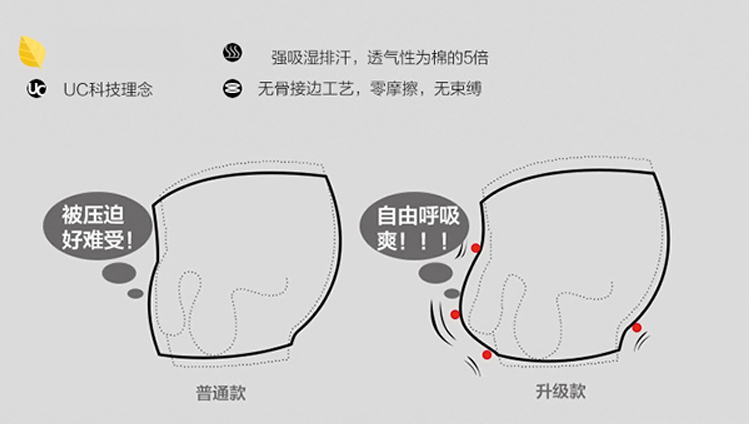 强吸湿排汗，透气性为棉的5倍
UC UC科技理念
无骨接边工艺，零摩擦，无束缚
被压迫
好难受！
自由呼吸
爽！！！
普通款
升级款